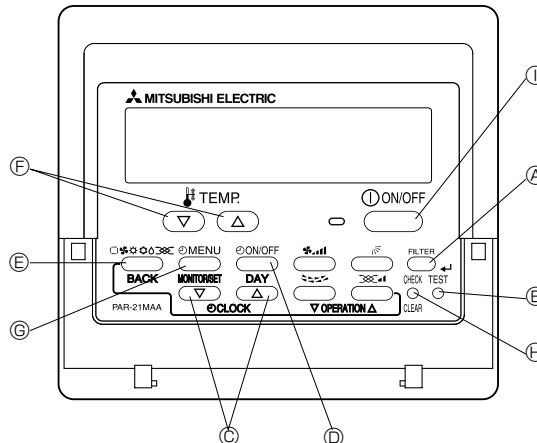 MITSUBISHI ELECTRIC
TEMP.
ON/OFF
MENU
ON/OFF
FILTER
BACK
MONITOR/SET
DAY
CHECK
TEST
PAR-21MAA
CLOCK
▽ OPERATION △
CLEAR
Ⓘ
Ⓕ
Ⓐ
Ⓔ
Ⓖ
Ⓑ
Ⓗ
Ⓒ
Ⓓ